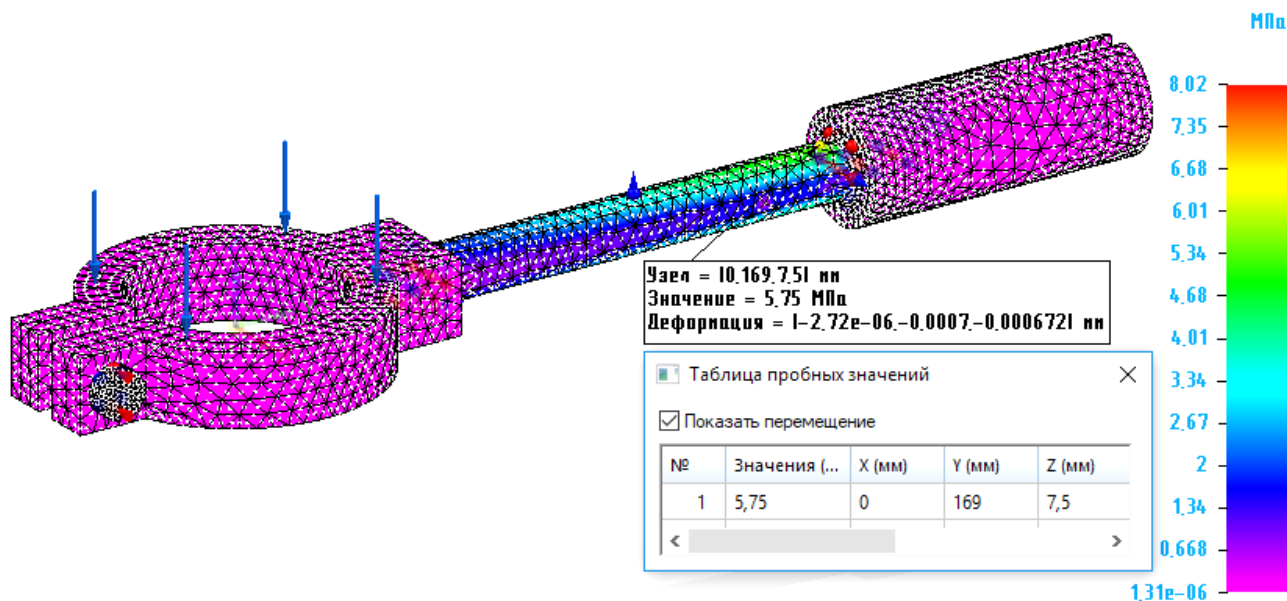 МПа
8,02
7,35
6,68
6,01
5,34
4,68
4,01
3,34
2,67
2
1,34
0,668
1,31e-06
Узел = |0,169,7,5| мм
Значение = 5,75 МПа
Деформация = |-2,72e-06,-0,0007,-0,000672| мм
Таблица пробных значений
Показать перемещение
№ Значения (... X (мм) Y (мм) Z (мм)
1 5,75 0 169 7,5